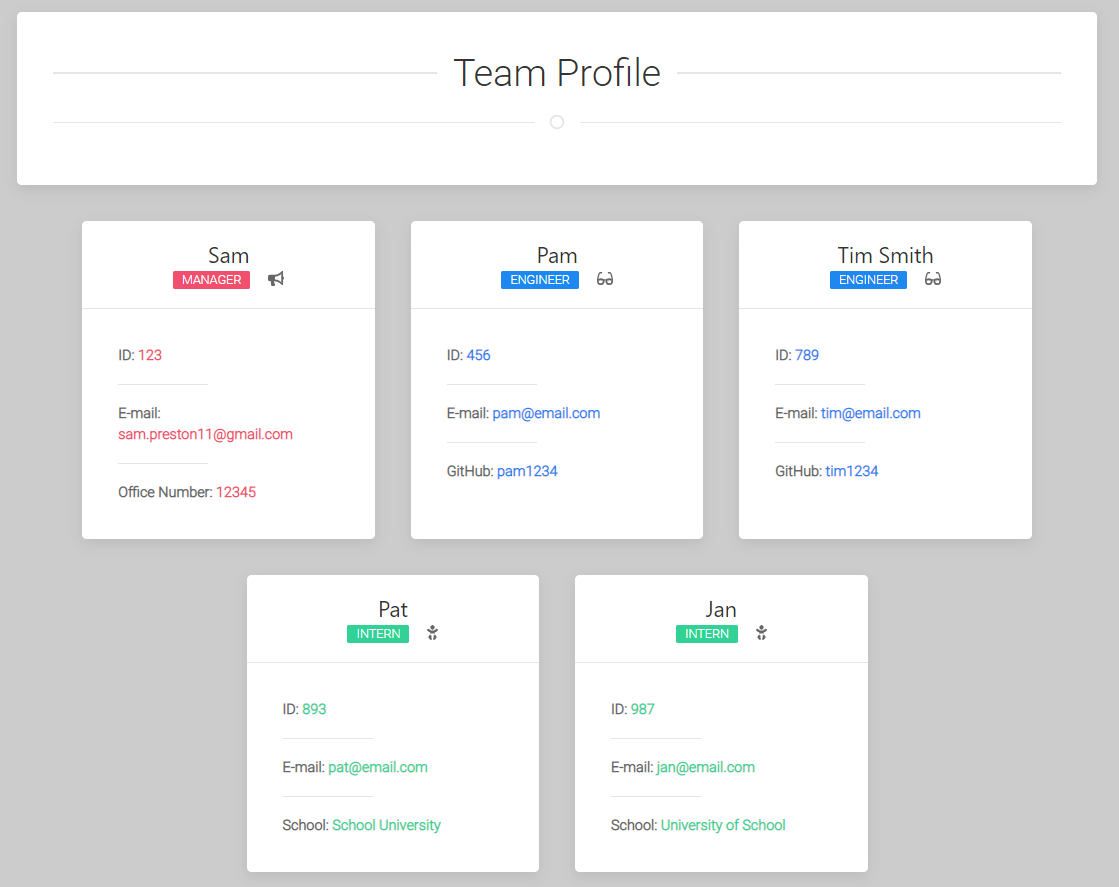 Team Profile
Sam
MANAGER
ID: 123
E-mail:
sam.preston11@gmail.com
Office Number: 12345
Pam
ENGINEER
ID: 456
E-mail: pam@email.com
GitHub: pam1234
Tim Smith
ENGINEER
ID: 789
E-mail: tim@email.com
GitHub: tim1234
Pat
INTERN
ID: 893
E-mail: pat@email.com
School: School University
Jan
INTERN
ID: 987
E-mail: jan@email.com
School: University of School